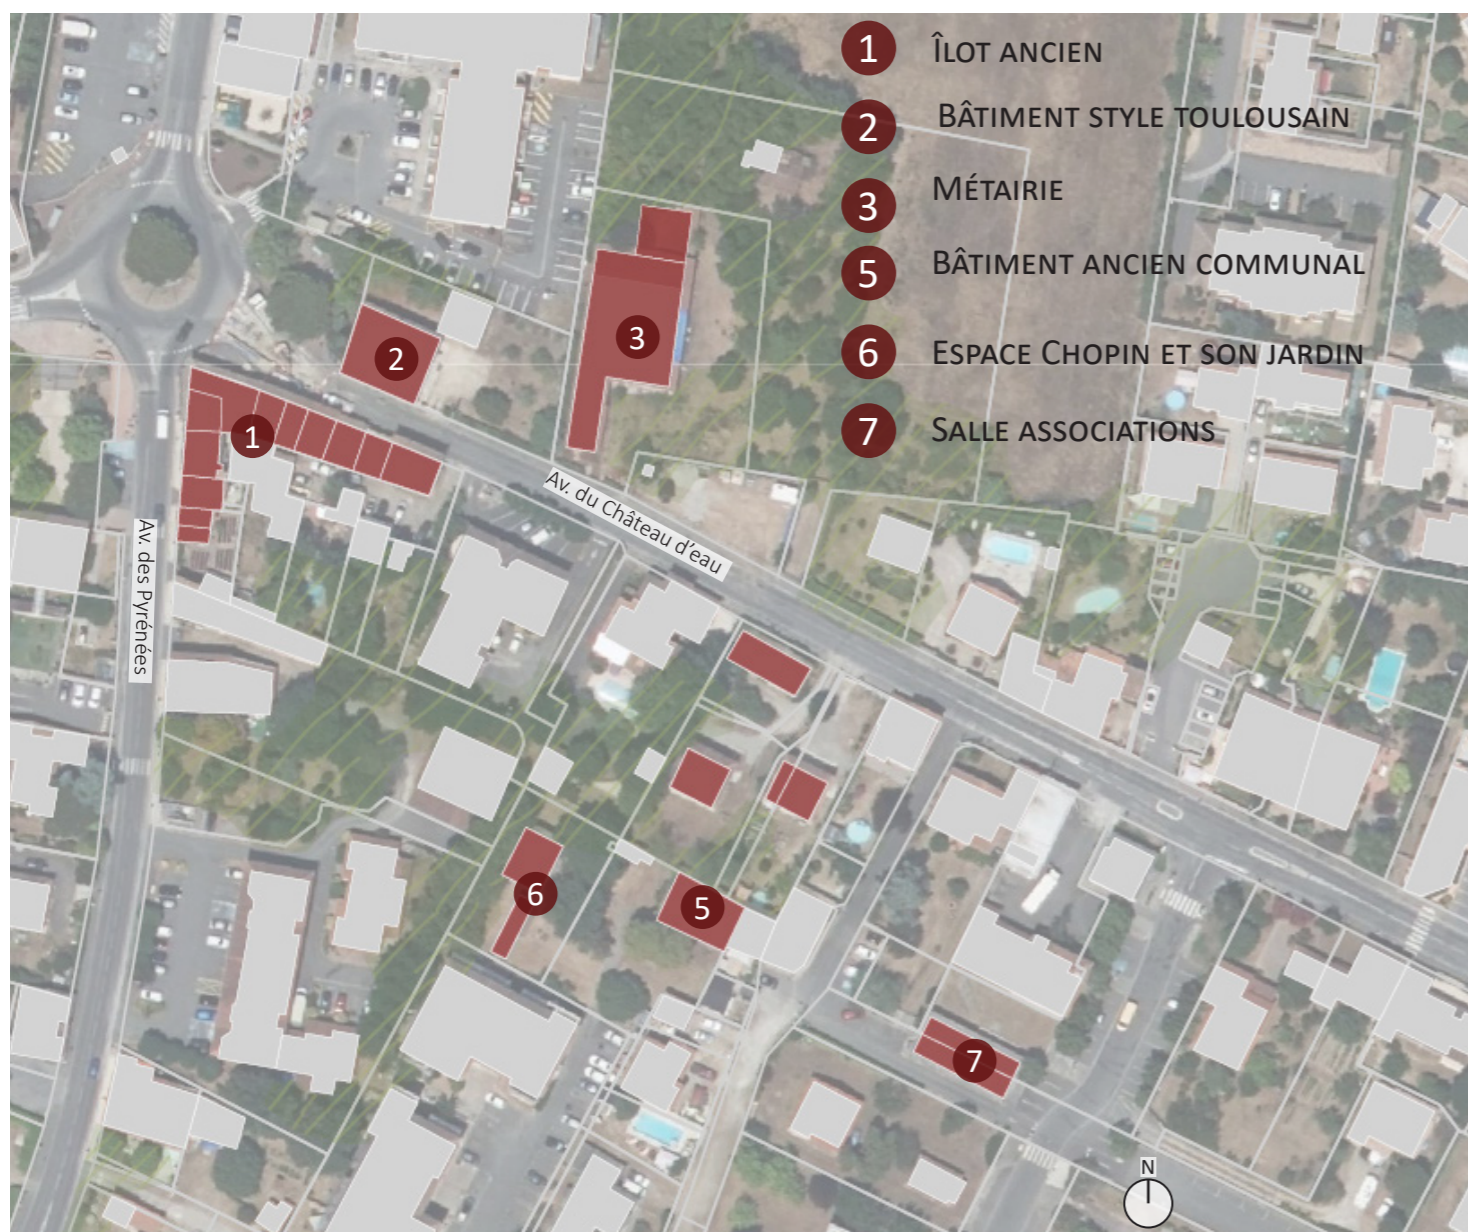 1 Îlot ancien
2 Bâtiment style toulousain
3 Métairie
5 Bâtiment ancien communal
6 Espace Chopin et son jardin
7 Salle associations
3
2
1
Av. du Château d'eau
Av. des Pyrénées
6
5
7
N